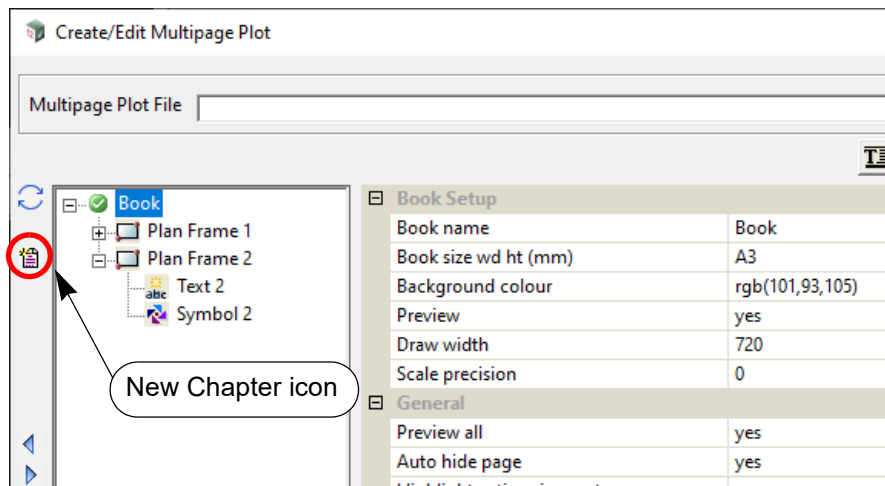 Create/Edit Multipage Plot
Multipage Plot File
Book
Plan Frame 1
Plan Frame 2
abc Text 2
Symbol 2
New Chapter icon
Book Setup
Book name Book
Book size wd ht (mm) A3
Background colour rgb(101,93,105)
Preview yes
Draw width 720
Scale precision 0
General
Preview all yes
Auto hide page yes